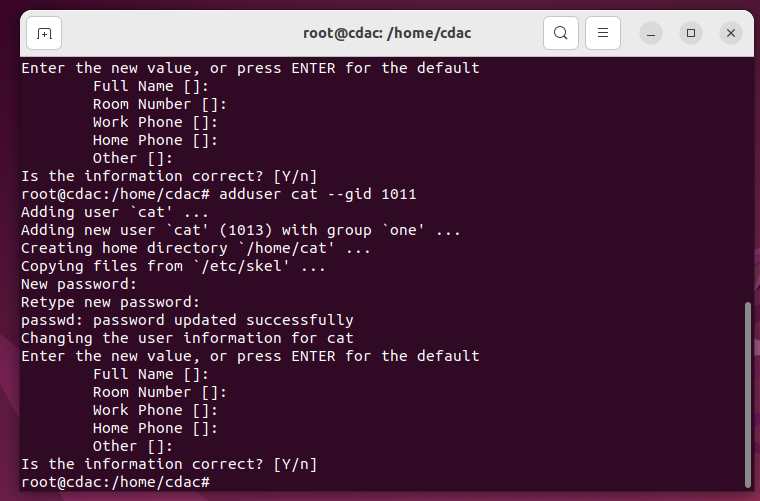 root@cdac: /home/cdac
Enter the new value, or press ENTER for the default
Full Name []:
Room Number []:
Work Phone []:
Home Phone []:
Other []:
Is the information correct? [Y/n]
root@cdac:/home/cdac# adduser cat --gid 1011
Adding user `cat' ...
Adding new user `cat' (1013) with group `one' ...
Creating home directory `/home/cat' ...
Copying files from `/etc/skel' ...
New password:
Retype new password:
passwd: password updated successfully
Changing the user information for cat
Enter the new value, or press ENTER for the default
Full Name []:
Room Number []:
Work Phone []:
Home Phone []:
Other []:
Is the information correct? [Y/n]
root@cdac:/home/cdac#